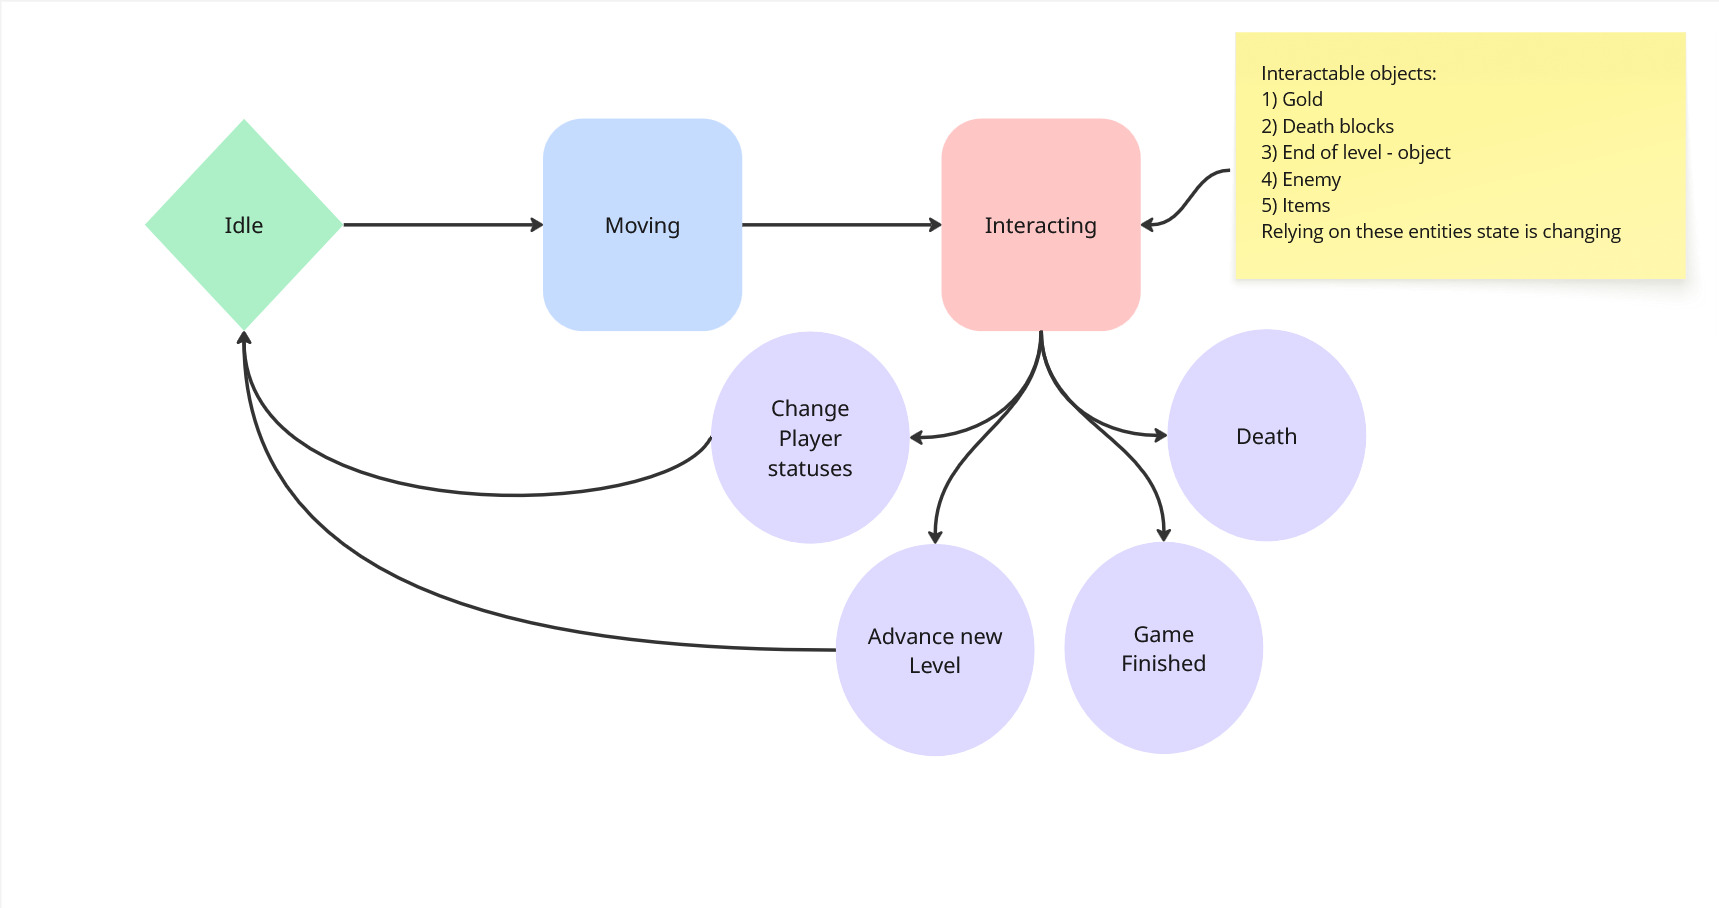 Interactable objects:
1) Gold
2) Death blocks
3) End of level - object
4) Enemy
5) Items
Relying on these entities state is changing
Idle
Moving
Interacting
Change
Player
statuses
Death
Advance new
Level
Game
Finished